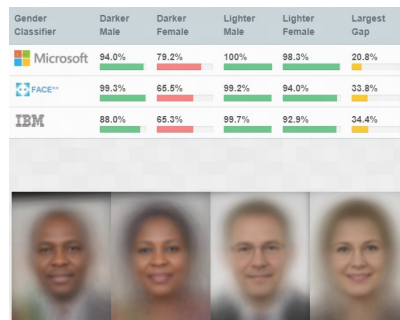 Gender Classifier Darker Male Darker Female Lighter Male Lighter Female Largest Gap
Microsoft 94.0% 79.2% 100% 98.3% 20.8%
FACE++ 99.3% 65.5% 99.2% 94.0% 33.8%
IBM 88.0% 65.3% 99.7% 92.9% 34.4%